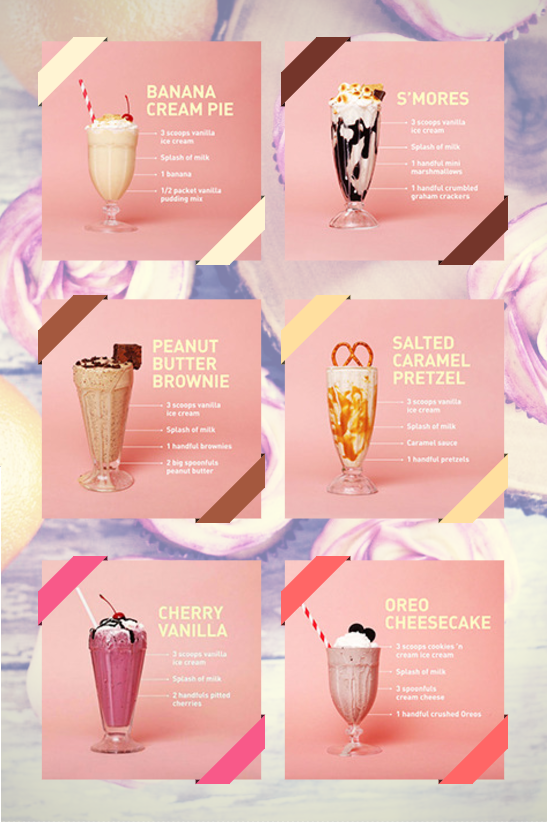 BANANA
CREAM PIE
3 scoops vanilla
ice cream
Splash of milk
1 banana
1/2 packet vanilla
pudding mix
S'MORES
3 scoops vanilla
ice cream
Splash of milk
1 handful mini
marshmallows
1 handful crumbled
graham crackers
PEANUT
BUTTER
BROWNIE
3 scoops vanilla
ice cream
Splash of milk
1 handful brownies
2 big spoonfuls
peanut butter
SALTED
CARAMEL
PRETZEL
3 scoops vanilla
ice cream
Splash of milk
Caramel sauce
1 handful pretzels
CHERRY
VANILLA
3 scoops vanilla
ice cream
Splash of milk
2 handfuls pitted
cherries
OREO
CHEESECAKE
3 scoops cookies 'n
cream ice cream
Splash of milk
3 spoonfuls
cream cheese
1 handful crushed Oreos